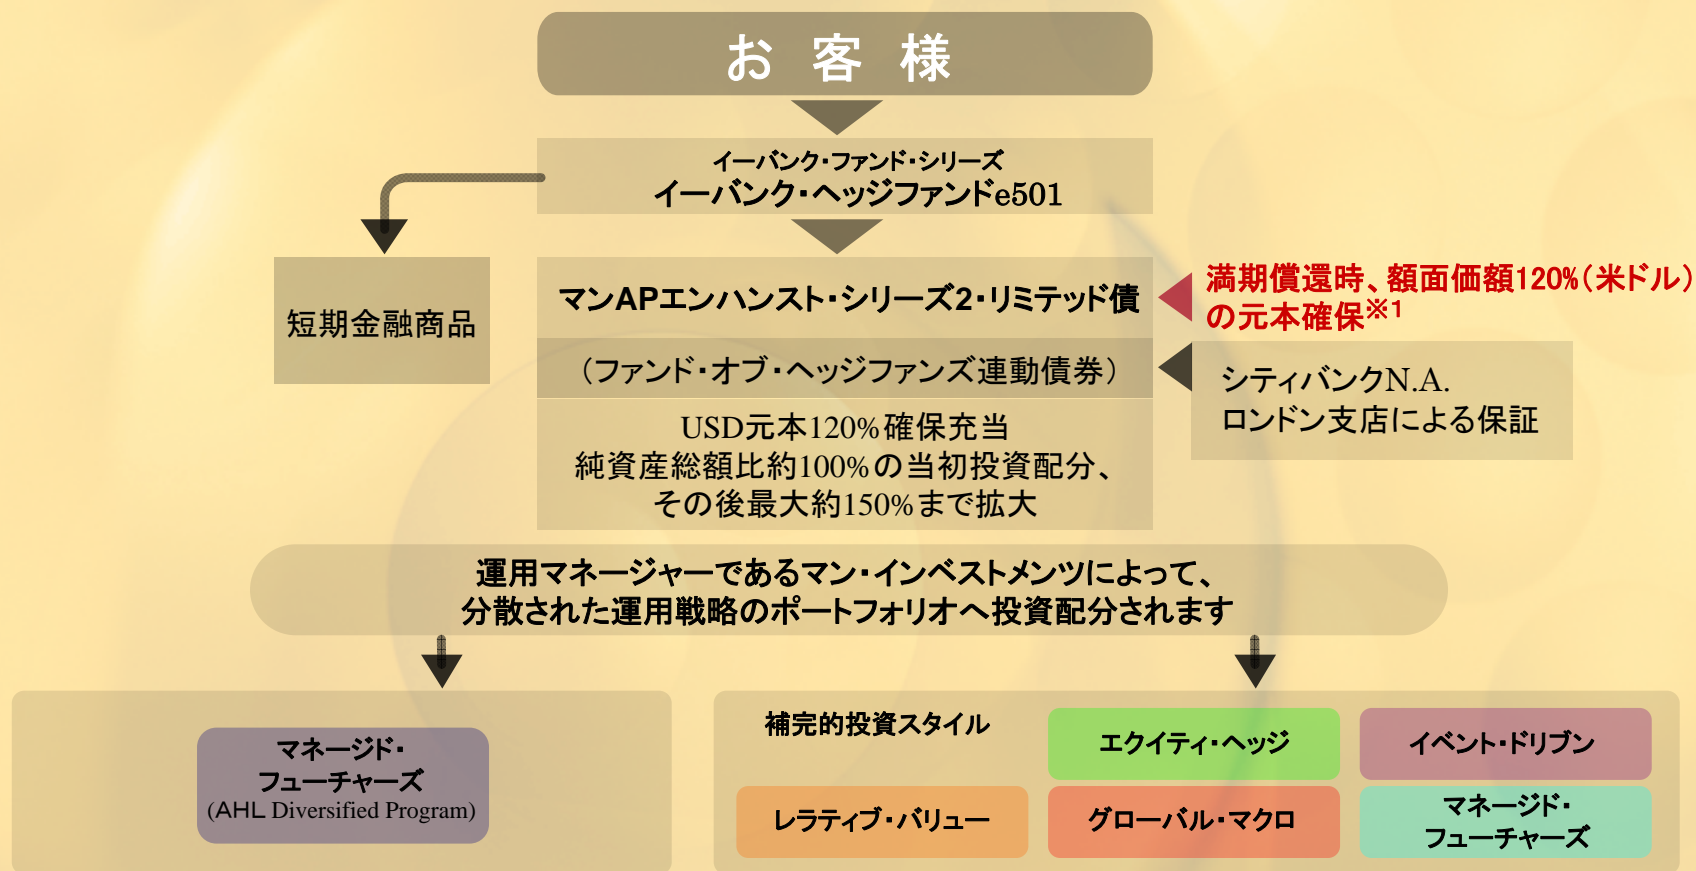 お 客 様
イーバンク・ファンド・シリーズ
イーバンク・ヘッジファンドe501
短期金融商品
マンAPエンハンスト・シリーズ2・リミテッド債
満期償還時、額面価額120%(米ドル)
の元本確保※1
(ファンド・オブ・ヘッジファンズ連動債券)
シティバンクN.A.
ロンドン支店による保証
USD元本120%確保充当
純資産総額比約100%の当初投資配分、
その後最大約150%まで拡大
運用マネージャーであるマン・インベストメンツによって、
分散された運用戦略のポートフォリオへ投資配分されます
マネージド・
フューチャーズ
(AHL Diversified Program)
補完的投資スタイル
エクイティ・ヘッジ
イベント・ドリブン
レラティブ・バリュー
グローバル・マクロ
マネージド・
フューチャーズ